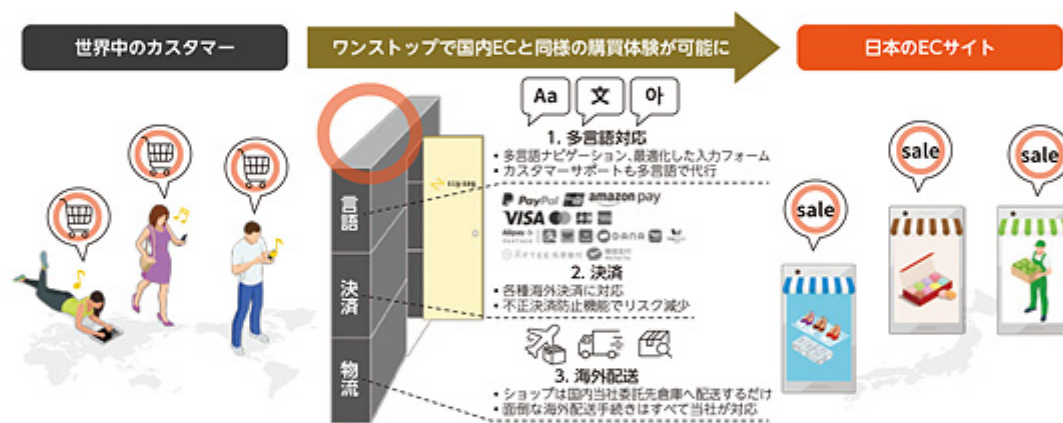 世界中のカスタマー
ワンストップで国内ECと同様の購買体験が可能に
日本のECサイト
Aa 文 아
1. 多言語対応
• 多言語ナビゲーション、最適化した入力フォーム
• カスタマーサポートも多言語で代行
言語
PayPal amazon pay
VISA
Alipay
DANA
2. 決済
• 各種海外決済に対応
• 不正決済防止機能でリスク減少
決済
3. 海外配送
• ショップは国内当社委託先倉庫へ配送するだけ
• 面倒な海外配送手続きはすべて当社が対応
物流
sale
sale
sale